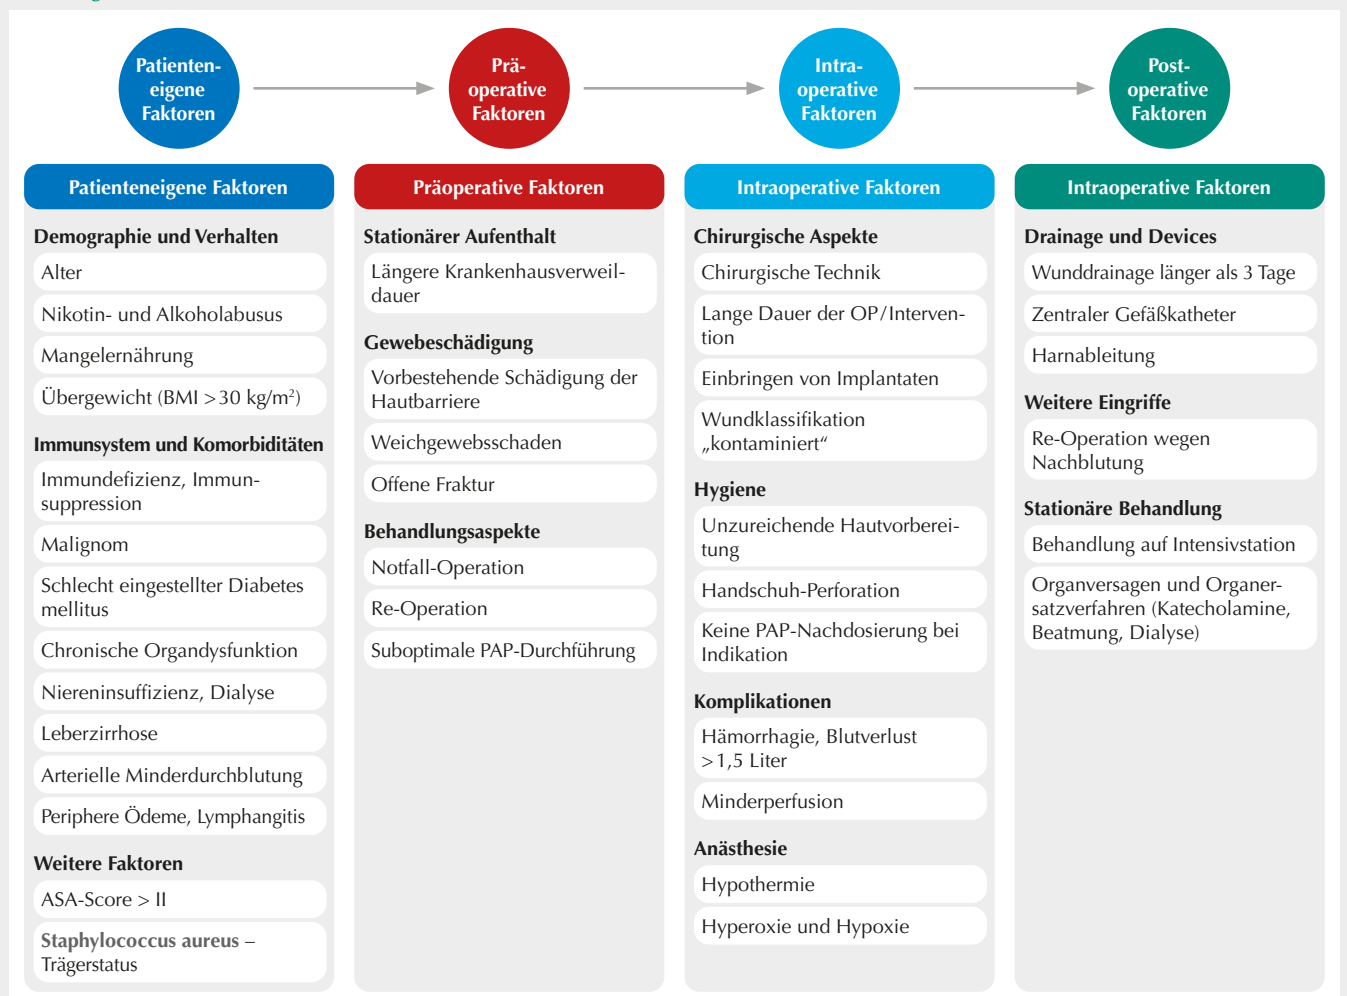 Patienten-
eigene
Faktoren
Prä-
operative
Faktoren
Intra-
operative
Faktoren
Post-
operative
Faktoren
Patienteneigene Faktoren
Demographie und Verhalten
Alter
Nikotin- und Alkoholabusus
Mangelernährung
Übergewicht (BMI >30 kg/m²)
Immunsystem und Komorbiditäten
Immundefizienz, Immun-
suppression
Malignom
Schlecht eingestellter Diabetes
mellitus
Chronische Organdysfunktion
Niereninsuffizienz, Dialyse
Leberzirrhose
Arterielle Minderdurchblutung
Periphere Ödeme, Lymphangitis
Weitere Faktoren
ASA-Score > II
Staphylococcus aureus –
Trägerstatus
Präoperative Faktoren
Stationärer Aufenthalt
Längere Krankenhausverweil-
dauer
Gewebeschädigung
Vorbestehende Schädigung der
Hautbarriere
Weichgewebsschaden
Offene Fraktur
Behandlungsaspekte
Notfall-Operation
Re-Operation
Suboptimale PAP-Durchführung
Intraoperative Faktoren
Chirurgische Aspekte
Chirurgische Technik
Lange Dauer der OP/Interven-
tion
Einbringen von Implantaten
Wundklassifikation
„kontaminiert“
Hygiene
Unzureichende Hautvorberei-
tung
Handschuh-Perforation
Keine PAP-Nachdosierung bei
Indikation
Komplikationen
Hämorrhagie, Blutverlust
>1,5 Liter
Minderperfusion
Anästhesie
Hypothermie
Hyperoxie und Hypoxie
Intraoperative Faktoren
Drainage und Devices
Wunddrainage länger als 3 Tage
Zentraler Gefäßkatheter
Harnableitung
Weitere Eingriffe
Re-Operation wegen
Nachblutung
Stationäre Behandlung
Behandlung auf Intensivstation
Organversagen und Organer-
satzverfahren (Katecholamine,
Beatmung, Dialyse)